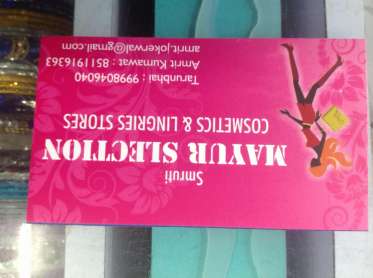 Smruti
MAYUR SLECTION
COSMETICS & LINGRIES STORES
Tarunbhai : 9998046040
Amrit Kumawat : 8511916363
amrit.jokerwal@gmail.com